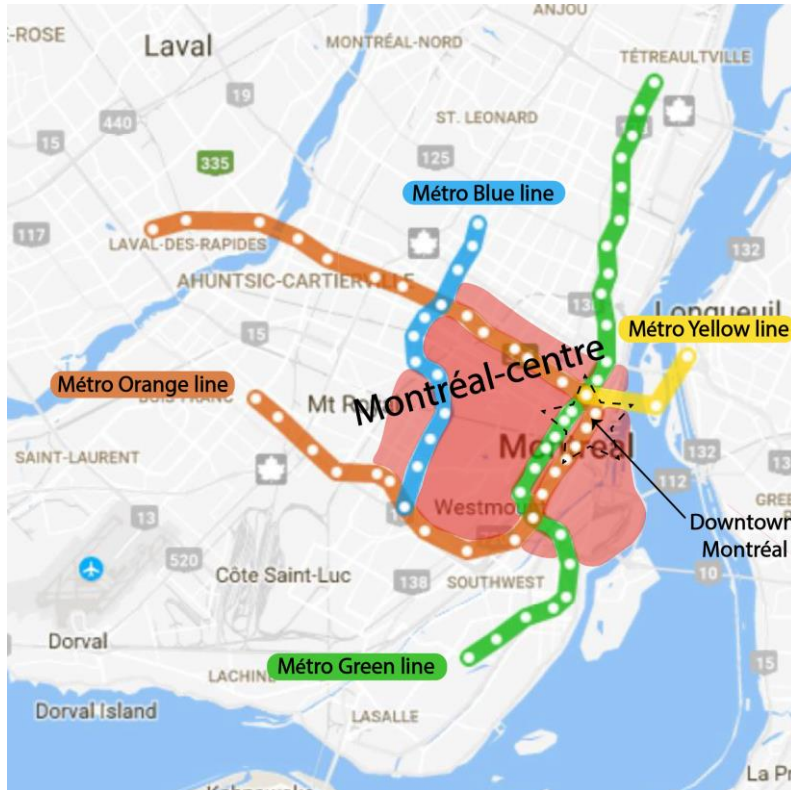 ANJOU
E-ROSE
Laval
MONTRÉAL-NORD
TÉTREAULTVILLE
19
440
ST. LEONARD
15
335
125
Métro Blue line
117
LAVAL-DES-RAPIDES
132
AHUNTSIC-CARTIERVILLE
Longueuil
15
Métro Yellow line
Montréal-centre
Métro Orange line
Mt Ro
SAINT-LAURENT
Montréal
132
112
13
Westmount
Downtown
Montréal
520
Côte Saint-Luc
138
SOUTHWEST
10
Dorval
Métro Green line
15
LACHINE
Dorval Island
LASALLE
La Pr